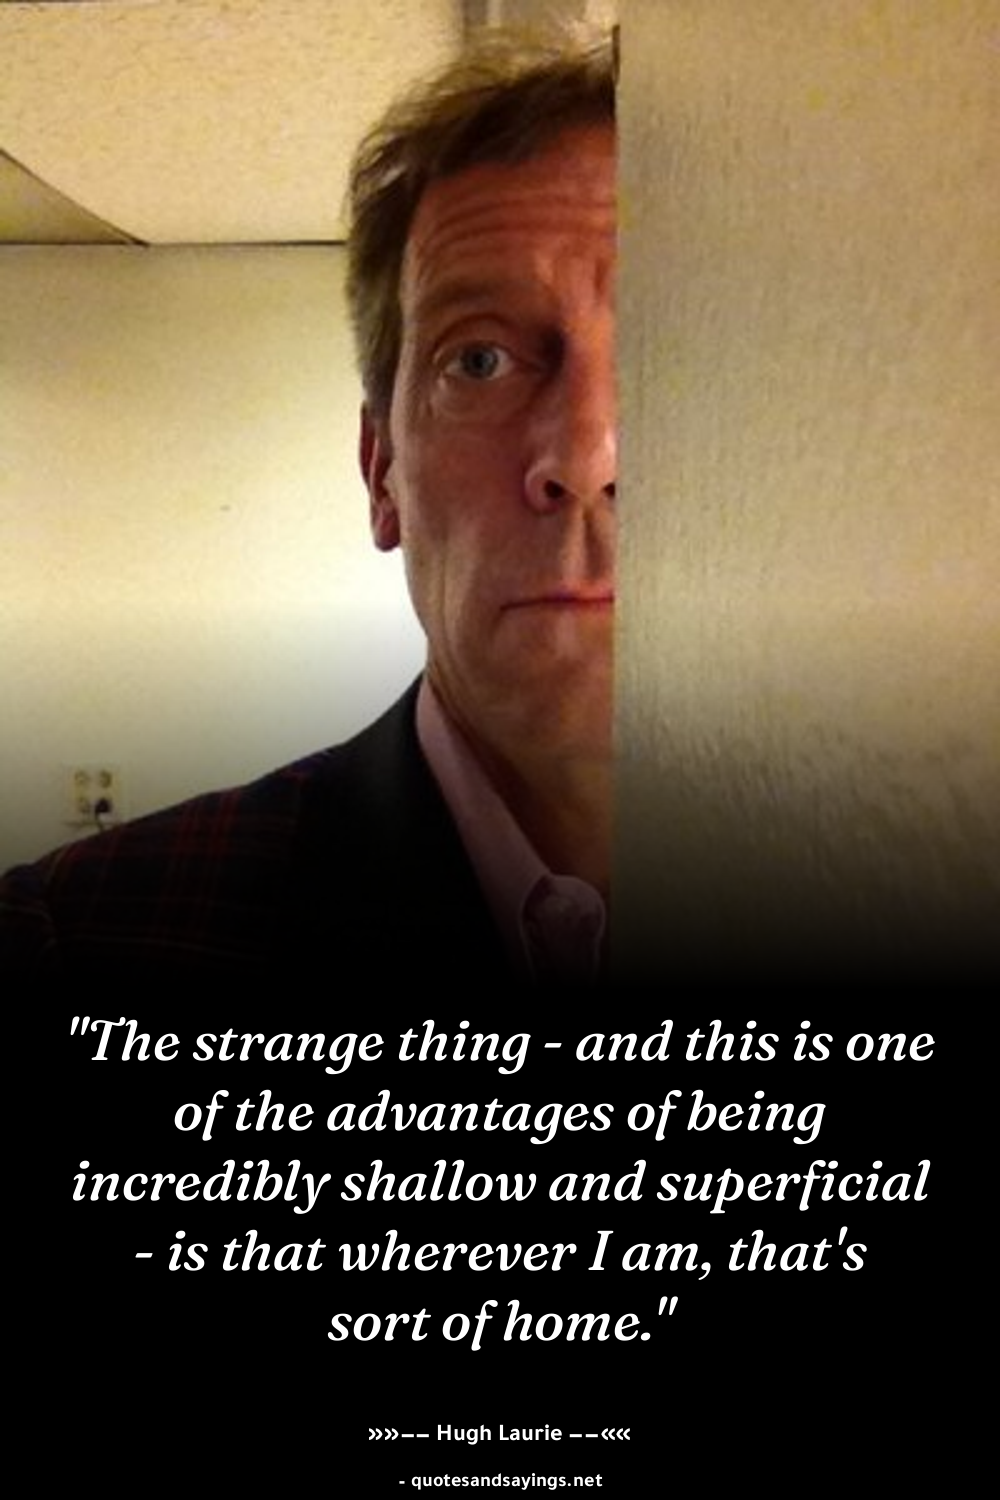 "The strange thing - and this is one
of the advantages of being
incredibly shallow and superficial
- is that wherever I am, that's
sort of home."
»»—— Hugh Laurie ——««
- quotesandsayings.net